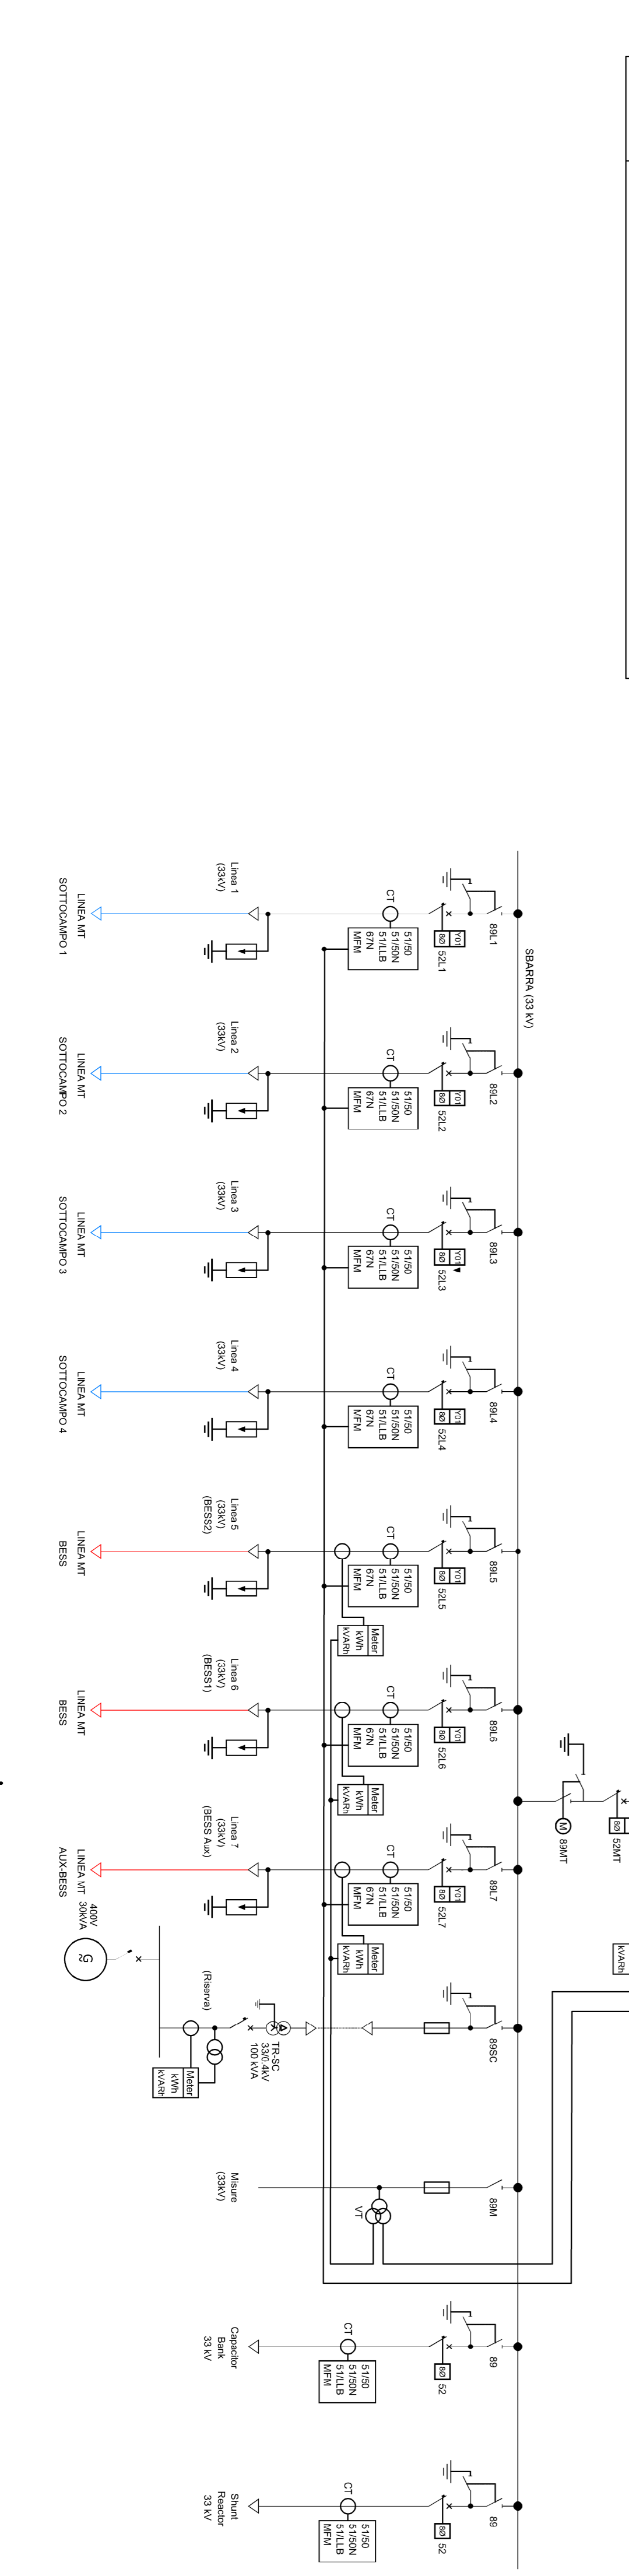 SBARRA (33 kV)
89L1
Y01
8Ø
52L1
CT
51/50
51/50N
51/LLB
67N
MFM
Linea 1
(33kV)
LINEA MT
SOTTOCAMPO 1
89L2
Y01
8Ø
52L2
CT
51/50
51/50N
51/LLB
67N
MFM
Linea 2
(33kV)
LINEA MT
SOTTOCAMPO 2
89L3
Y01
8Ø
52L3
CT
51/50
51/50N
51/LLB
67N
MFM
Linea 3
(33kV)
LINEA MT
SOTTOCAMPO 3
89L4
Y01
8Ø
52L4
CT
51/50
51/50N
51/LLB
67N
MFM
Linea 4
(33kV)
LINEA MT
SOTTOCAMPO 4
89L5
Y01
8Ø
52L5
CT
51/50
51/50N
51/LLB
67N
MFM
Meter
kWh
kVARh
Linea 5
(33kV)
(BESS2)
LINEA MT
BESS
89L6
Y01
8Ø
52L6
CT
51/50
51/50N
51/LLB
67N
MFM
Meter
kWh
kVARh
Linea 6
(33kV)
(BESS1)
LINEA MT
BESS
M
89MT
8Ø
52MT
89L7
Y01
8Ø
52L7
CT
51/50
51/50N
51/LLB
67N
MFM
Meter
kWh
kVARh
Linea 7
(33kV)
(BESS Aux)
LINEA MT
AUX-BESS
kVARh
400V
30kVA
G
≈
89SC
TR-SC
33/0.4kV
100 kVA
(Riserva)
Meter
kWh
kVARh
89M
VT
Misure
(33kV)
89
8Ø
52
CT
51/50
51/50N
51/LLB
MFM
Capacitor
Bank
33 kV
89
8Ø
52
CT
51/50
51/50N
51/LLB
MFM
Shunt
Reactor
33 kV